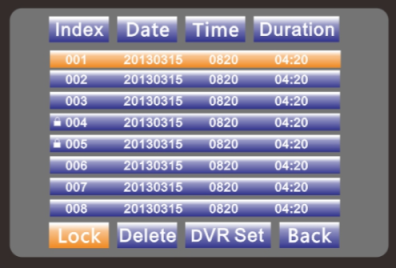 Index Date Time Duration
001 20130315 0820 04:20
002 20130315 0820 04:20
003 20130315 0820 04:20
004 20130315 0820 04:20
005 20130315 0820 04:20
006 20130315 0820 04:20
007 20130315 0820 04:20
008 20130315 0820 04:20
Lock Delete DVR Set Back